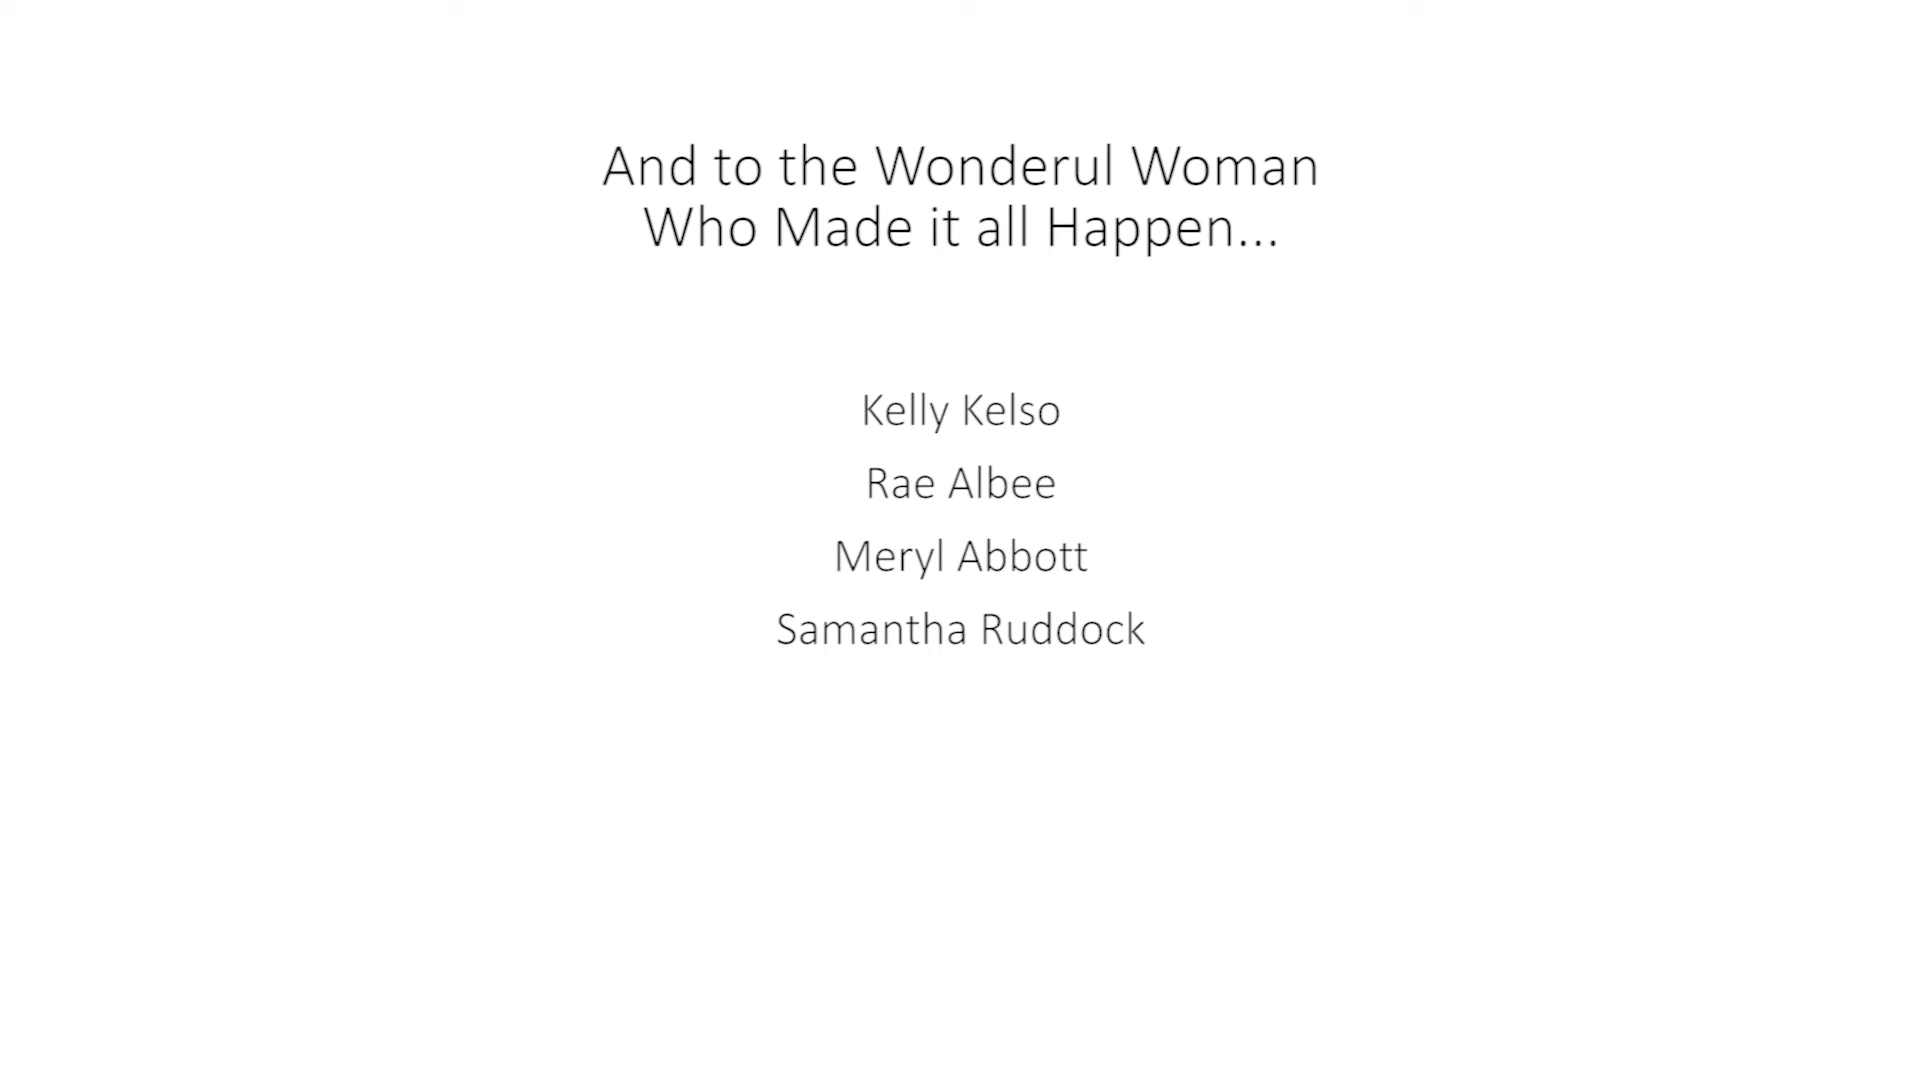 And to the Wonderul Woman
Who Made it all Happen...
Kelly Kelso
Rae Albee
Meryl Abbott
Samantha Ruddock